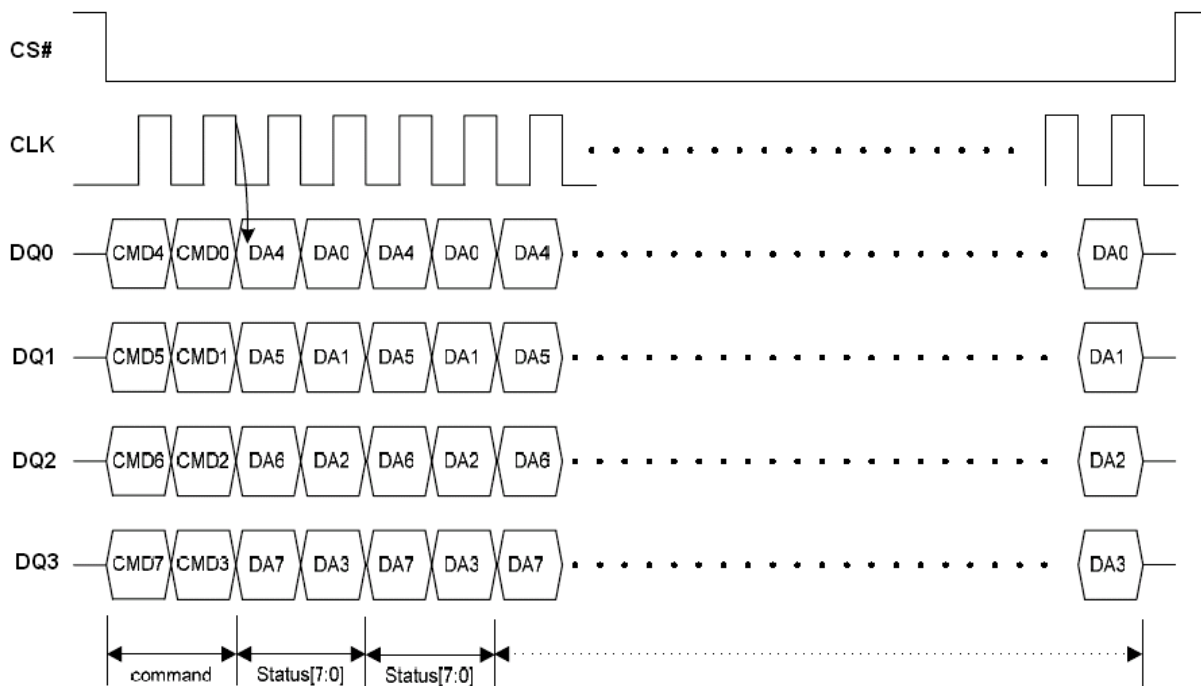 CS#
CLK
DQ0 CMD4 CMD0 DA4 DA0 DA4 DA0 DA4 DA0
DQ1 CMD5 CMD1 DA5 DA1 DA5 DA1 DA5 DA1
DQ2 CMD6 CMD2 DA6 DA2 DA6 DA2 DA6 DA2
DQ3 CMD7 CMD3 DA7 DA3 DA7 DA3 DA7 DA3
command Status[7:0] Status[7:0]